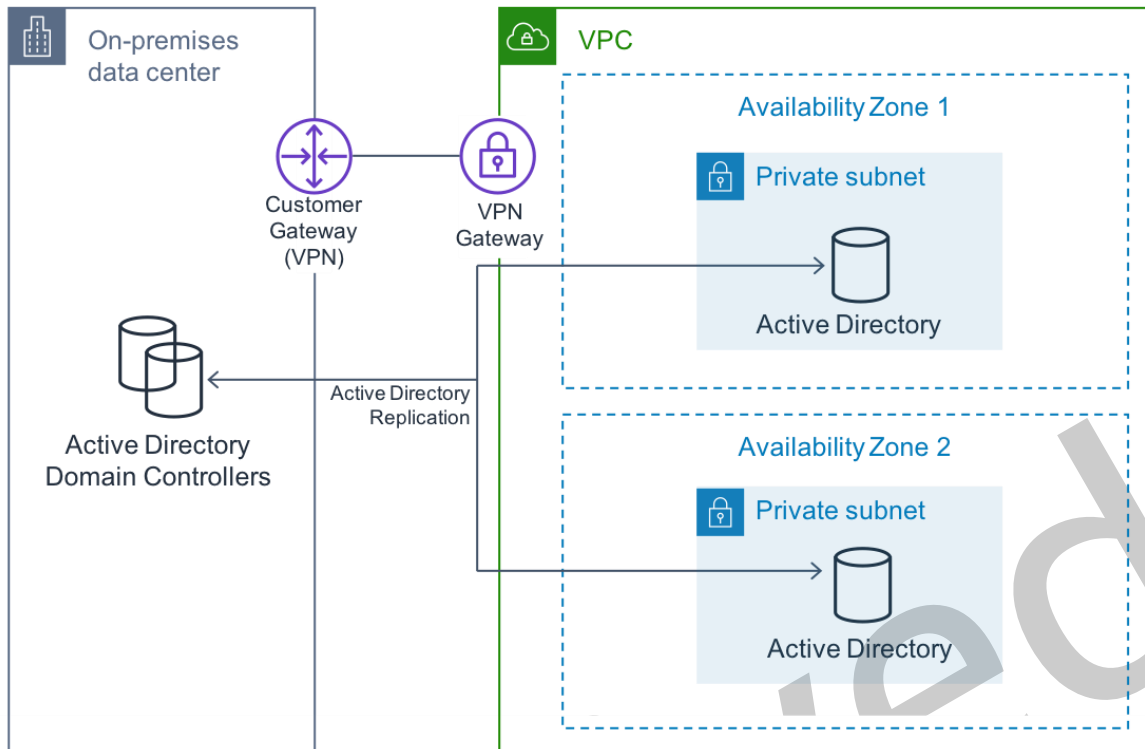 On-premises
data center
VPC
Availability Zone 1
Private subnet
Customer
Gateway
(VPN)
VPN
Gateway
Active Directory
Active Directory
Replication
Active Directory
Domain Controllers
Availability Zone 2
Private subnet
Active Directory